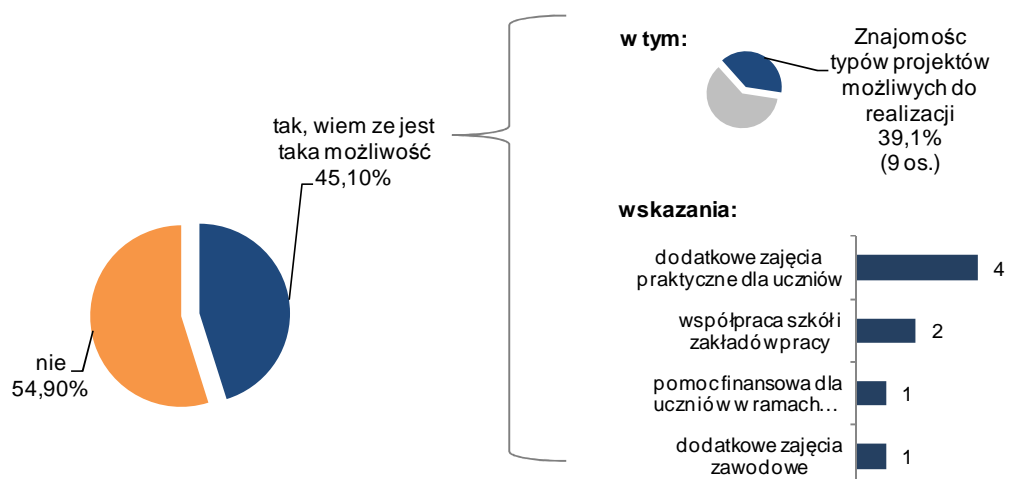 w tym:
Znajomośc
typów projektów
możliwych do
realizacji
39,1%
(9 os.)
tak, wiem ze jest
taka możliwość
45,10%
nie
54,90%
wskazania:
dodatkowe zajęcia
praktyczne dla uczniów
4
współpraca szkół i
zakładów pracy
2
pomoc finansowa dla
uczniów w ramach...
1
dodatkowe zajęcia
zawodowe
1